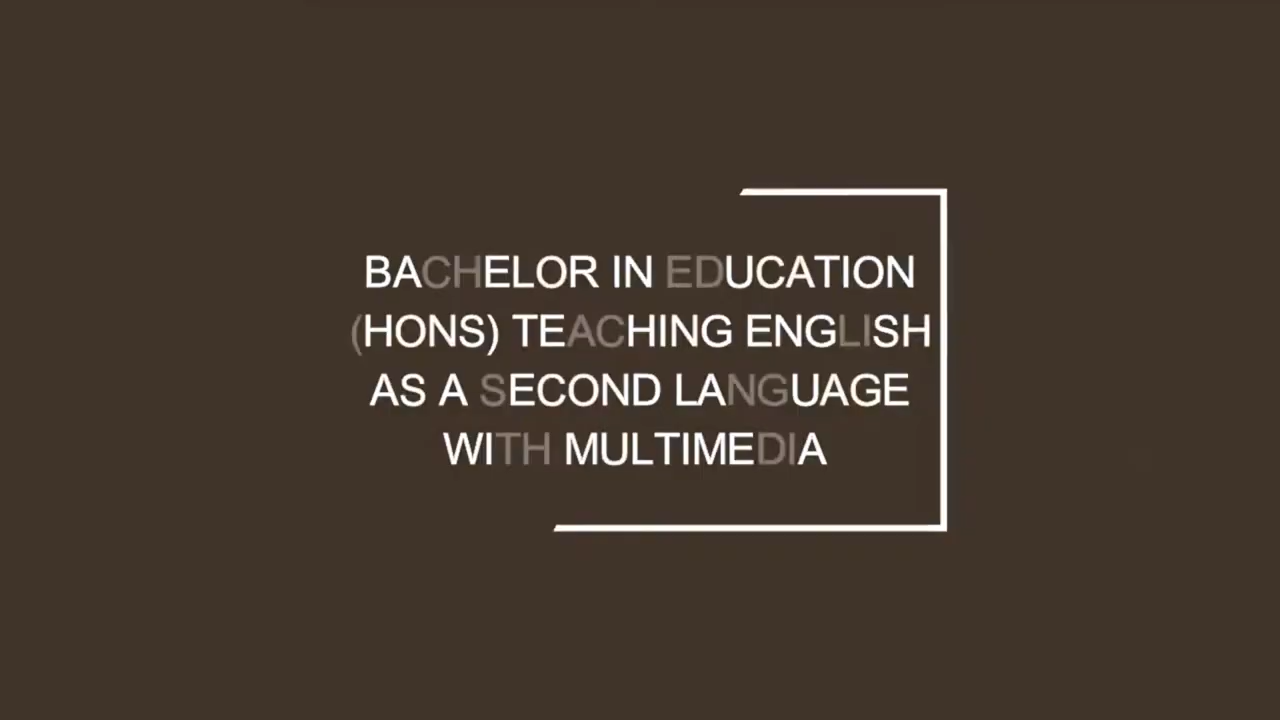 BACHELOR IN EDUCATION
(HONS) TEACHING ENGLISH
AS A SECOND LANGUAGE
WITH MULTIMEDIA